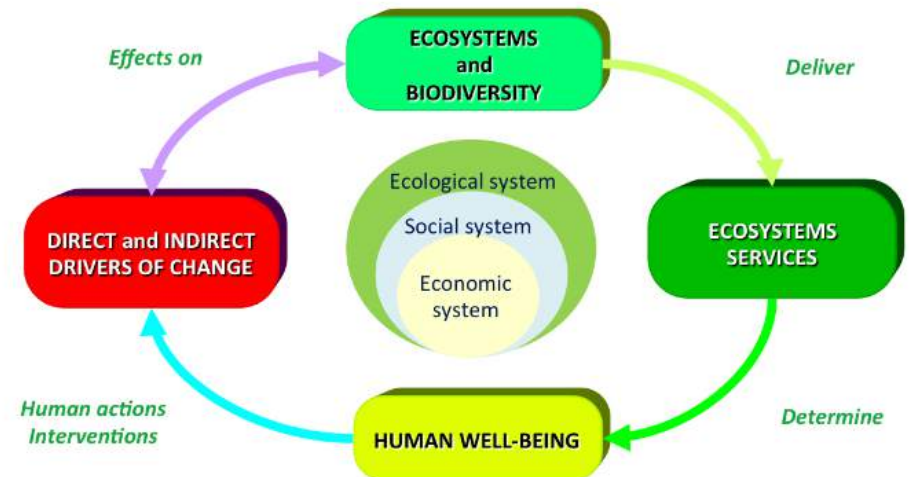 ECOSYSTEMS
and
BIODIVERSITY
Effects on
Deliver
Ecological system
Social system
Economic
system
DIRECT and INDIRECT
DRIVERS OF CHANGE
ECOSYSTEMS
SERVICES
Human actions
Interventions
HUMAN WELL-BEING
Determine